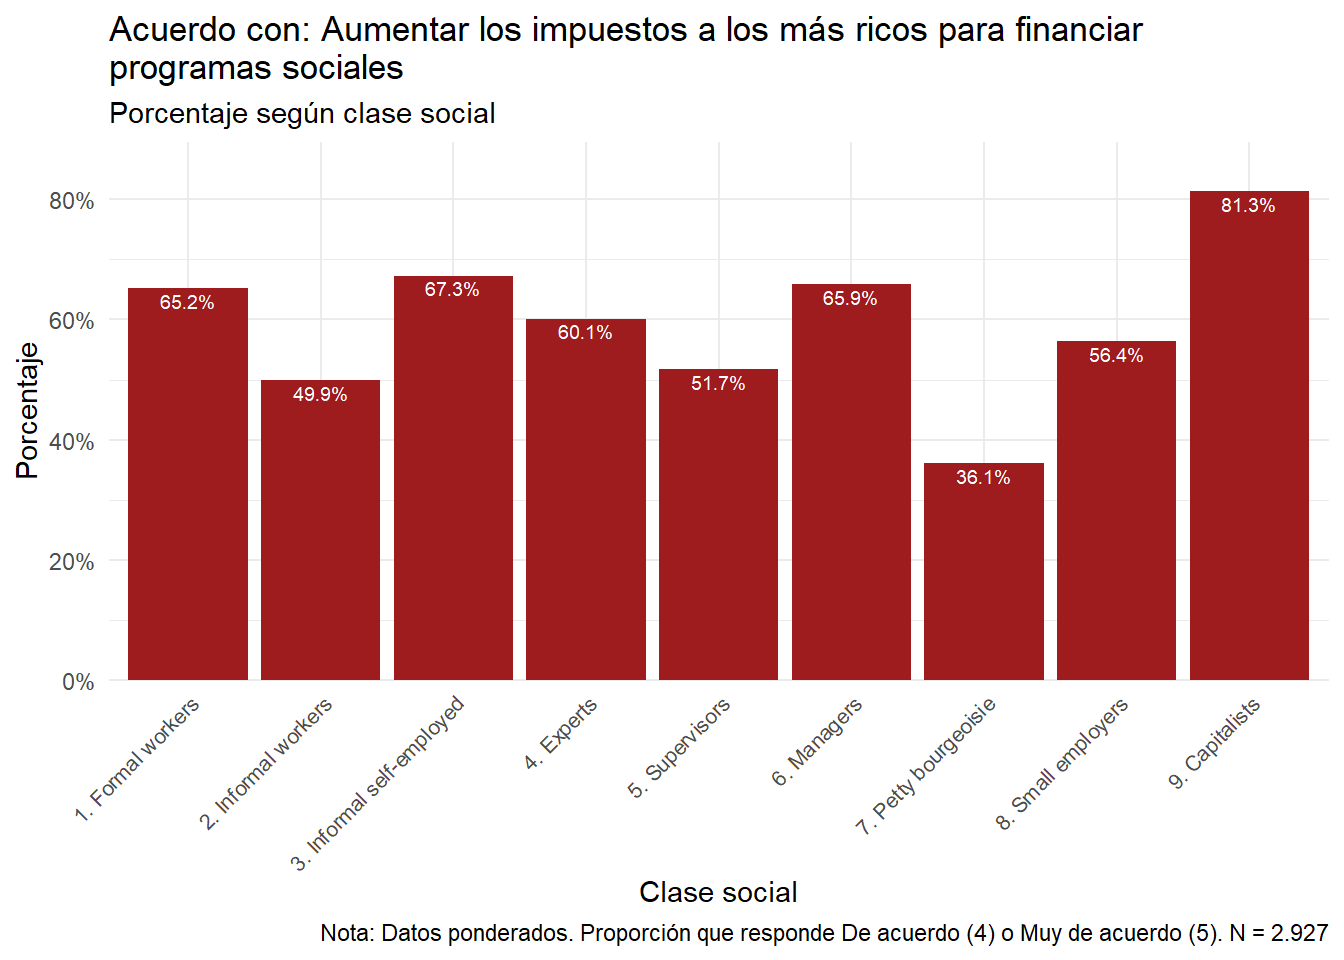 Acuerdo con: Aumentar los impuestos a los más ricos para financiar
programas sociales
Porcentaje según clase social
Porcentaje
80%
60%
40%
20%
0%
65.2%
49.9%
67.3%
60.1%
51.7%
65.9%
36.1%
56.4%
81.3%
1. Formal workers
2. Informal workers
3. Informal self-employed
4. Experts
5. Supervisors
6. Managers
7. Petty bourgeoisie
8. Small employers
9. Capitalists
Clase social
Nota: Datos ponderados. Proporción que responde De acuerdo (4) o Muy de acuerdo (5). N = 2.927